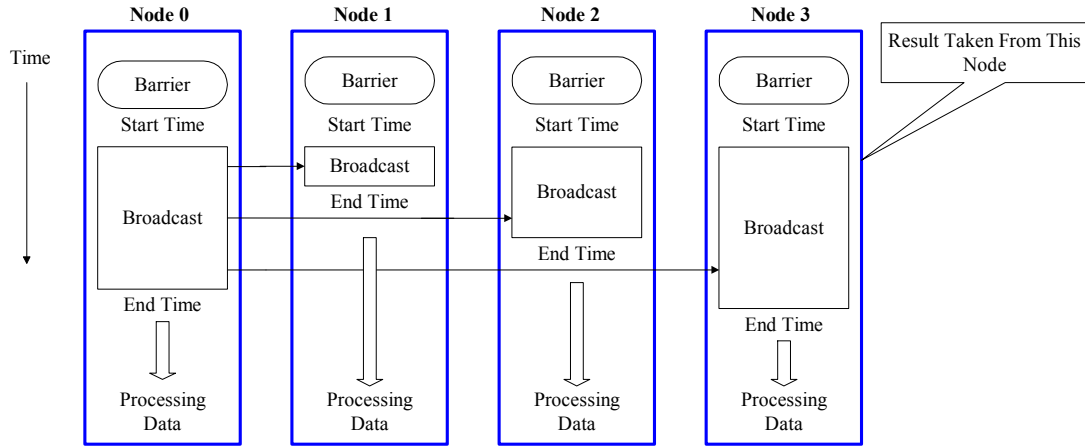 Node 0
Node 1
Node 2
Node 3
Result Taken From This
Node
Time
Barrier
Barrier
Barrier
Barrier
Start Time
Start Time
Start Time
Start Time
Broadcast
Broadcast
Broadcast
Broadcast
End Time
End Time
End Time
End Time
Processing
Data
Processing
Data
Processing
Data
Processing
Data